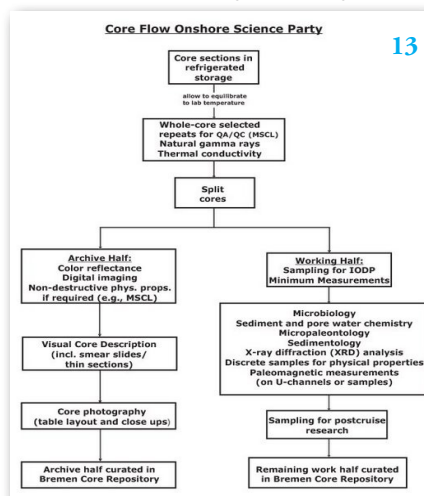 Core Flow Onshore Science Party
13
Core sections in
refrigerated
storage
allow to equilibrate
to lab temperature
Whole-core selected
repeats for QA/QC (MSCL)
Natural gamma rays
Thermal conductivity
Split
cores
Archive Half:
Color reflectance
Digital imaging
Non-destructive phys. props.
if required (e.g., MSCL)
Visual Core Description
(incl. smear slides/
thin sections)
Core photography
(table layout and close ups)
Archive half curated in
Bremen Core Repository
Working Half:
Sampling for IODP
Minimum Measurements
Microbiology
Sediment and pore water chemistry
Micropaleontology
Sedimentology
X-ray diffraction (XRD) analysis
Discrete samples for physical properties
Paleomagnetic measurements
(on U-channels or samples)
Sampling for postcruise
research
Remaining work half curated
in Bremen Core Repository